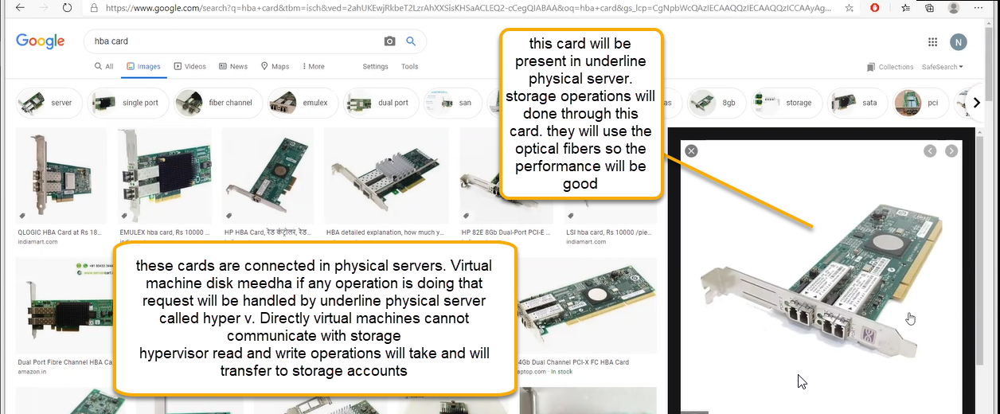 https://www.google.com/search?q=hba+card&tbm=isch&ved=2ahUKEwjRkbeT2LzrAhXXSisKHSaACLEQ2-cCegQIABAA&oq=hba+card&gs_lcp=CgNpbWcQAzIECAAQQzIECAAQQzICCAAyAg...
Google
hba card
N
All
Images
Videos
News
Maps
More
Settings
Tools
Collections
SafeSearch
server
single port
fiber channel
emulex
dual port
san
as
8gb
storage
sata
pci
this card will be
present in underline
physical server.
storage operations will
done through this
card. they will use the
optical fibers so the
performance will be
good
QLOGIC HBA Card at Rs 18...
indiamart.com
EMULEX hba card, Rs 10000 ...
HP HBA Card, रेड कंट्रोलर, रेड...
HBA detailed explanation, how much y...
HP 82E 8Gb Dual-Port PCI-E ...
LSI hba card, Rs 10000 /pie...
indiamart.com
these cards are connected in physical servers. Virtual
machine disk meedha if any operation is doing that
request will be handled by underline physical server
called hyper v. Directly virtual machines cannot
communicate with storage
hypervisor read and write operations will take and will
transfer to storage accounts
Dual Port Fibre Channel HBA Ca
amazon.in
4Gb Dual Channel PCI-X FC HBA Card
aptop.com · In stock